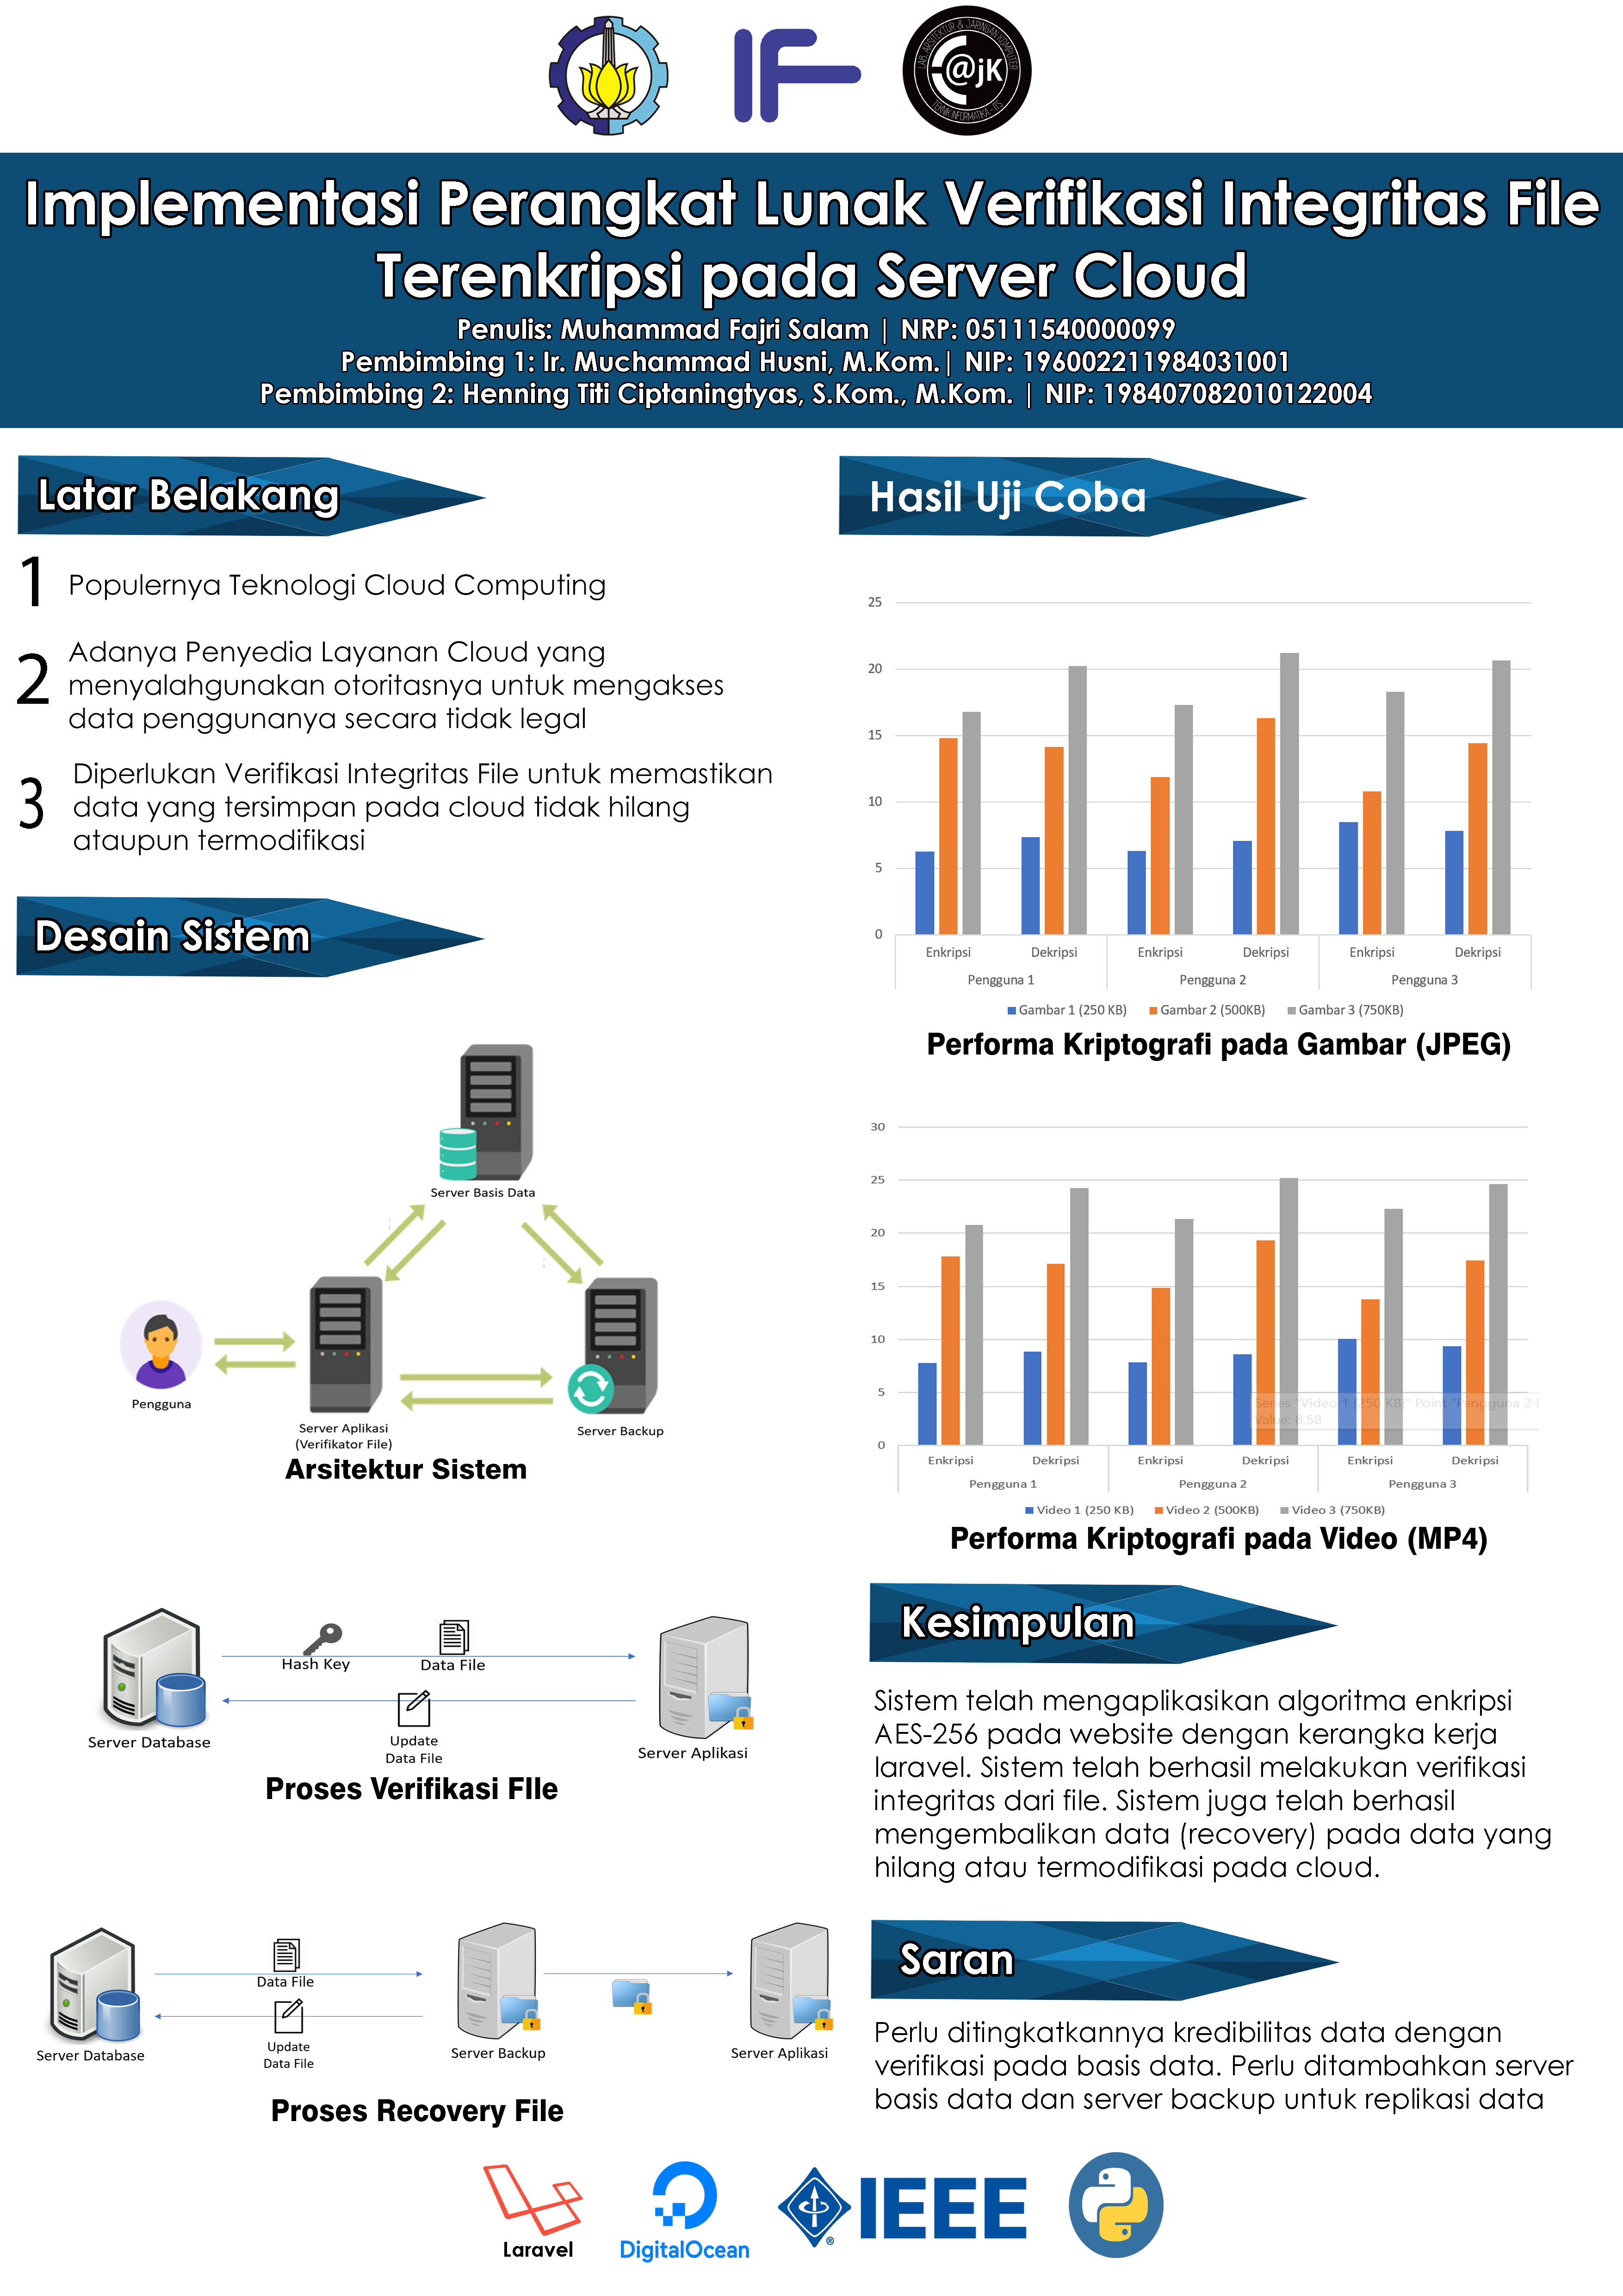 IF
LAB. ARSITEKTUR & JARINGAN KOMPUTER
@jK
TEKNIK INFORMATIKA - ITS
Implementasi Perangkat Lunak Verifikasi Integritas File
Terenkripsi pada Server Cloud
Penulis: Muhammad Fajri Salam | NRP: 05111540000099
Pembimbing 1: Ir. Muchammad Husni, M.Kom.| NIP: 196002211984031001
Pembimbing 2: Henning Titi Ciptaningtyas, S.Kom., M.Kom. | NIP: 198407082010122004
Latar Belakang
1 Populernya Teknologi Cloud Computing
2 Adanya Penyedia Layanan Cloud yang
menyalahgunakan otoritasnya untuk mengakses
data penggunanya secara tidak legal
3 Diperlukan Verifikasi Integritas File untuk memastikan
data yang tersimpan pada cloud tidak hilang
ataupun termodifikasi
Desain Sistem
Server Basis Data
Pengguna
Server Aplikasi
(Verifikator File)
Server Backup
Arsitektur Sistem
Hash Key
Data File
Update
Data File
Server Database
Server Aplikasi
Proses Verifikasi FIle
Data File
Update
Data File
Server Database
Server Backup
Server Aplikasi
Proses Recovery File
Hasil Uji Coba
25
20
15
10
5
0
Enkripsi Dekripsi Enkripsi Dekripsi Enkripsi Dekripsi
Pengguna 1 Pengguna 2 Pengguna 3
Gambar 1 (250 KB) Gambar 2 (500KB) Gambar 3 (750KB)
Performa Kriptografi pada Gambar (JPEG)
30
25
20
15
10
5
0
Series "Video 1 (250 KB)" Point "Pengguna 2
Value: 8,58
Enkripsi Dekripsi Enkripsi Dekripsi Enkripsi Dekripsi
Pengguna 1 Pengguna 2 Pengguna 3
Video 1 (250 KB) Video 2 (500KB) Video 3 (750KB)
Performa Kriptografi pada Video (MP4)
Kesimpulan
Sistem telah mengaplikasikan algoritma enkripsi
AES-256 pada website dengan kerangka kerja
laravel. Sistem telah berhasil melakukan verifikasi
integritas dari file. Sistem juga telah berhasil
mengembalikan data (recovery) pada data yang
hilang atau termodifikasi pada cloud.
Saran
Perlu ditingkatkannya kredibilitas data dengan
verifikasi pada basis data. Perlu ditambahkan server
basis data dan server backup untuk replikasi data
Laravel
DigitalOcean
IEEE
®